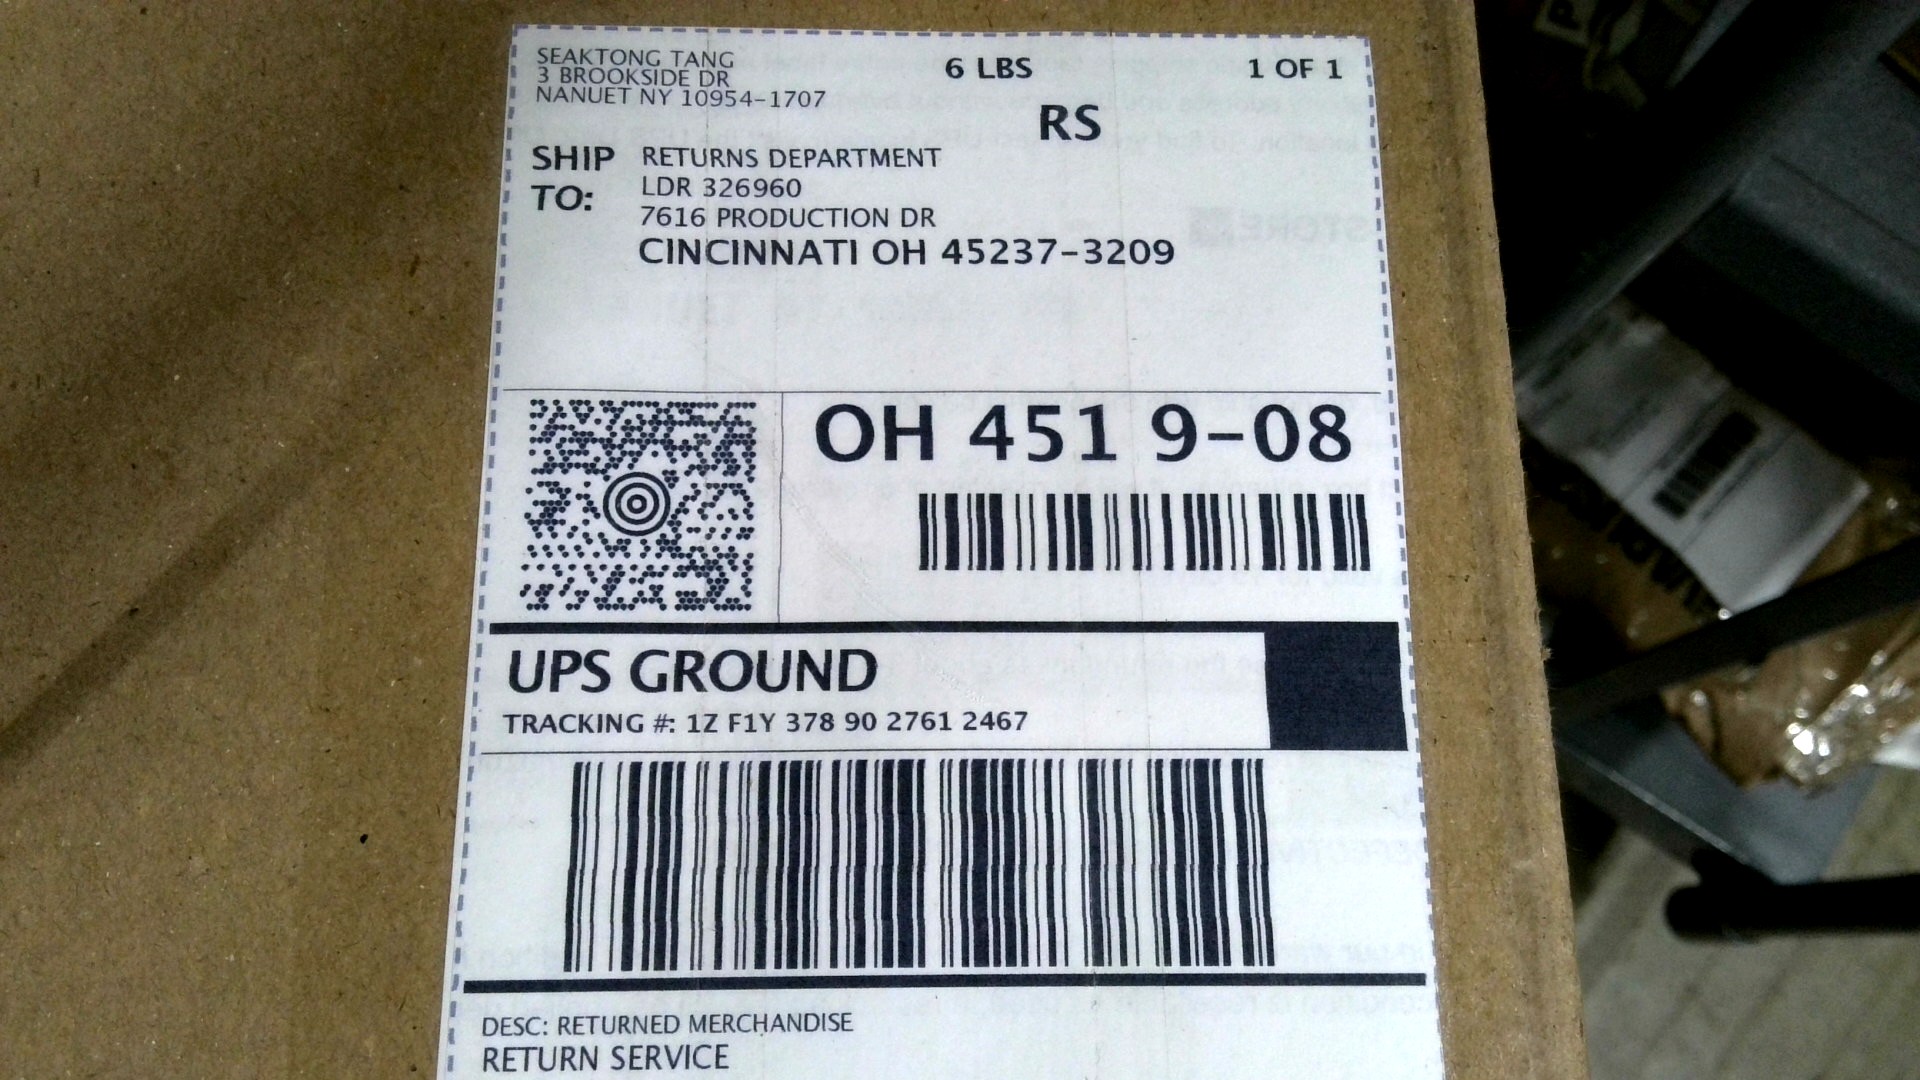 SEAKTONG TANG
3 BROOKSIDE DR
NANUET NY 10954-1707
6 LBS
1 OF 1
RS
SHIP TO:
RETURNS DEPARTMENT
LDR 326960
7616 PRODUCTION DR
CINCINNATI OH 45237-3209
OH 451 9-08
UPS GROUND
TRACKING #: 1Z F1Y 378 90 2761 2467
DESC: RETURNED MERCHANDISE
RETURN SERVICE